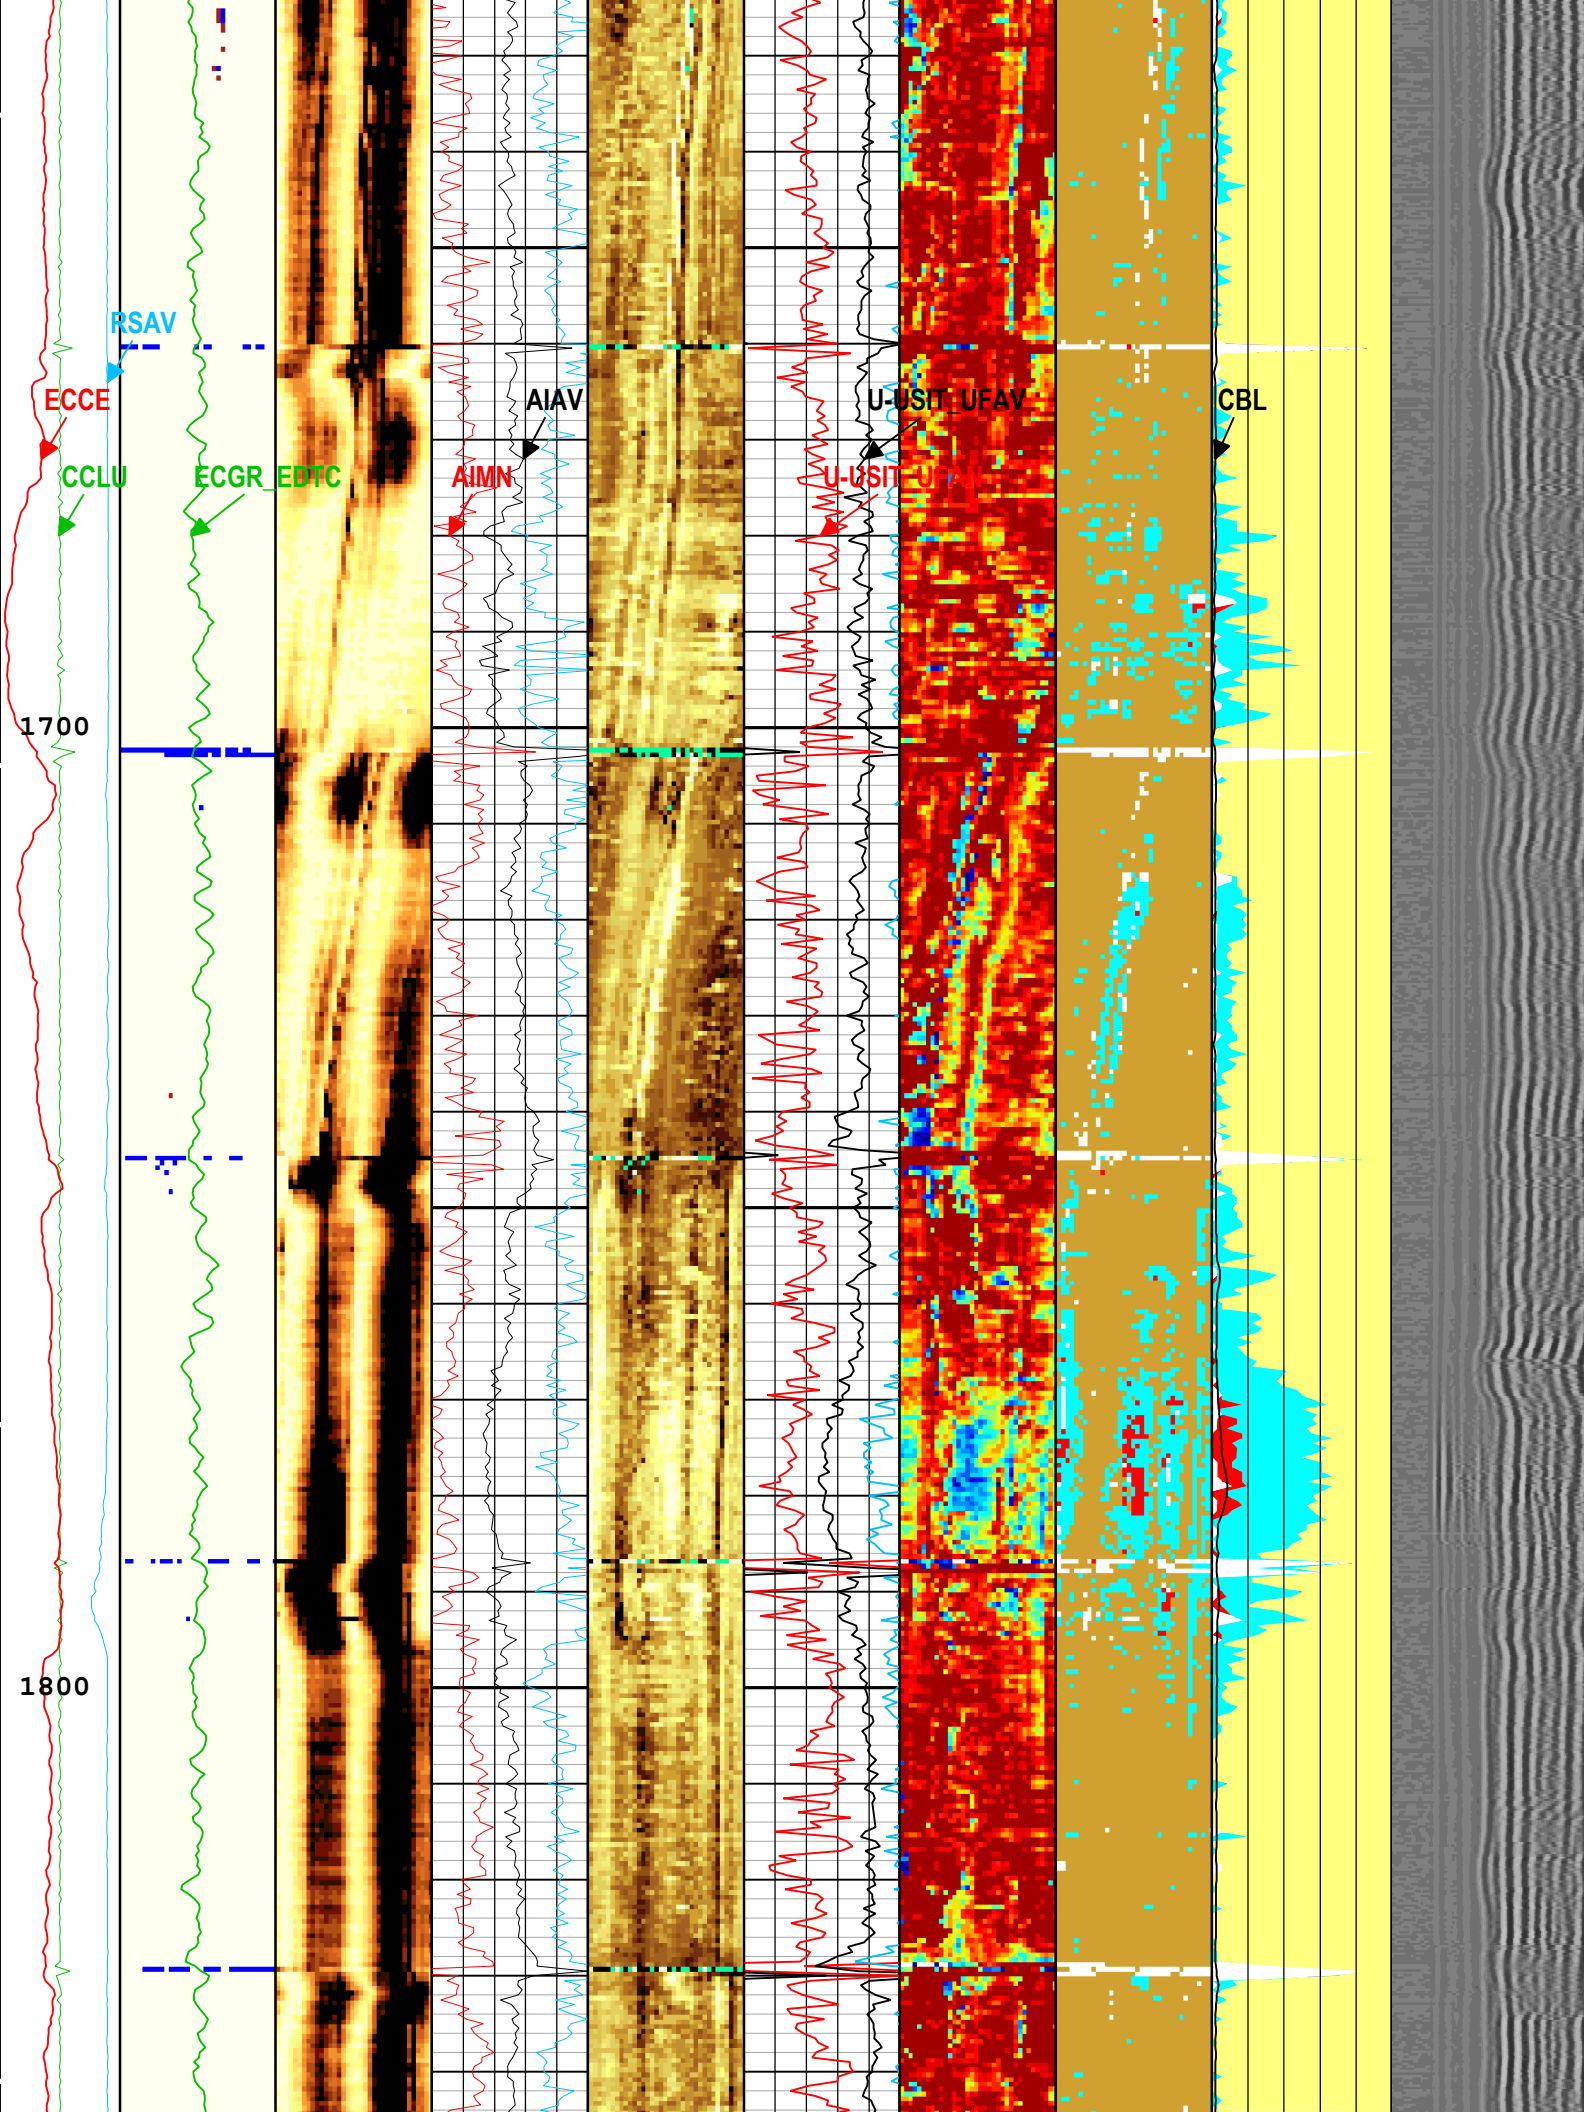 RSAV
ECCE
AIAV
U-USIT_UFAV
CBL
CCLU
ECGR_EDTC
AIMN
1700
1800